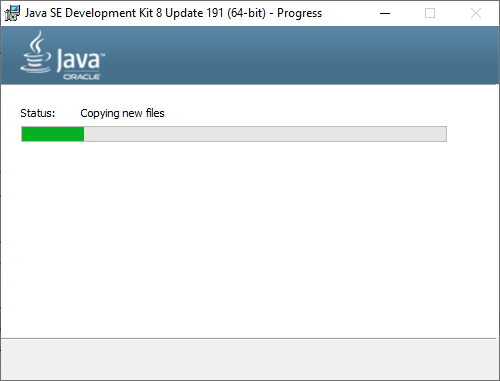 Java SE Development Kit 8 Update 191 (64-bit) - Progress
Java
ORACLE
Status: Copying new files